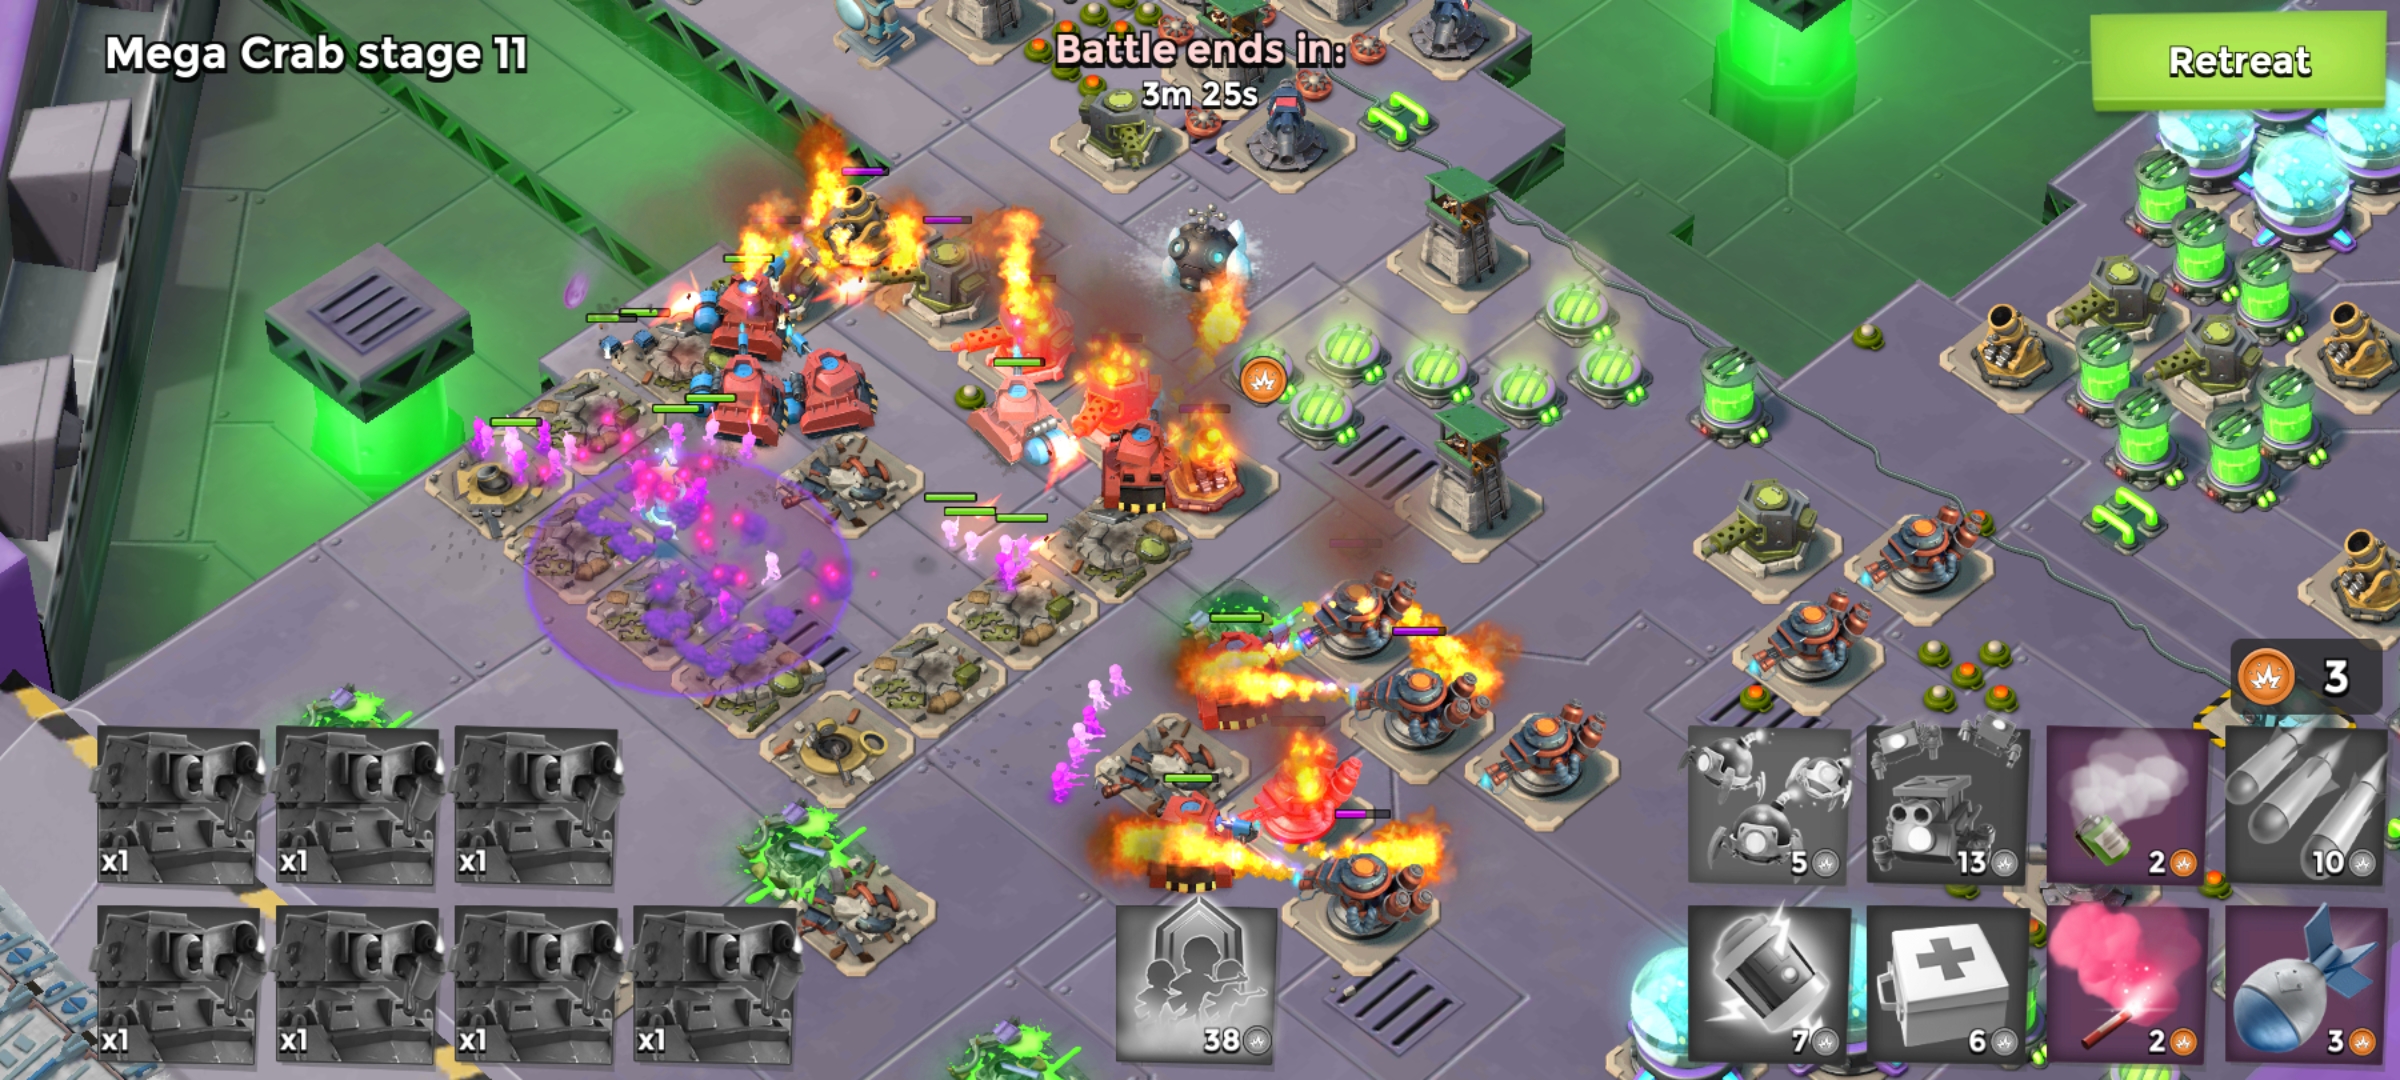 Mega Crab stage 11
Battle ends in:
3m 25s
Retreat
3
x1
x1
x1
5
13
2
10
x1
x1
x1
x1
38
7
6
2
3